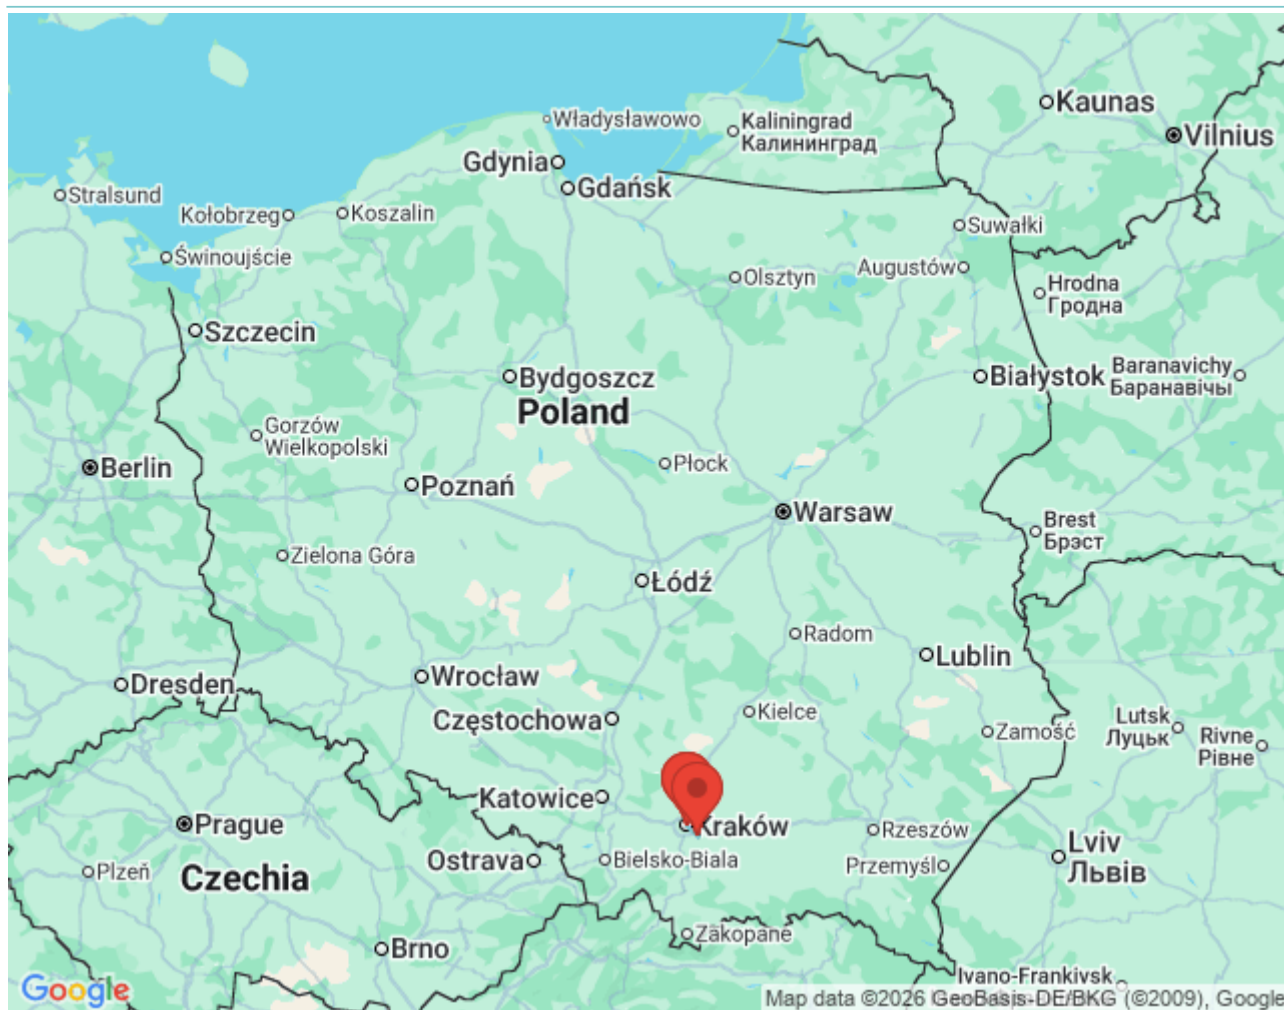 Władysławowo
Kaliningrad
Калининград
Kaunas
Vilnius
Gdynia
Gdańsk
Stralsund
Kołobrzeg
Koszalin
Suwałki
Świnoujście
Olsztyn
Augustów
Hrodna
Гродна
Szczecin
Bydgoszcz
Białystok
Baranavichy
Баранавічы
Poland
Gorzów
Wielkopolski
Berlin
Płock
Poznań
Warsaw
Brest
Брэст
Zielona Góra
Łódź
Radom
Lublin
Dresden
Wrocław
Częstochowa
Kielce
Zamość
Lutsk
Луцьк
Rivne
Рівне
Katowice
Prague
Kraków
Rzeszów
Plzeň
Czechia
Ostrava
Bielsko-Biala
Przemyśl
Lviv
Львів
Zakopane
Brno
Ivano-Frankivsk
Google
Map data ©2026 GeoBasis-DE/BKG (©2009), Google